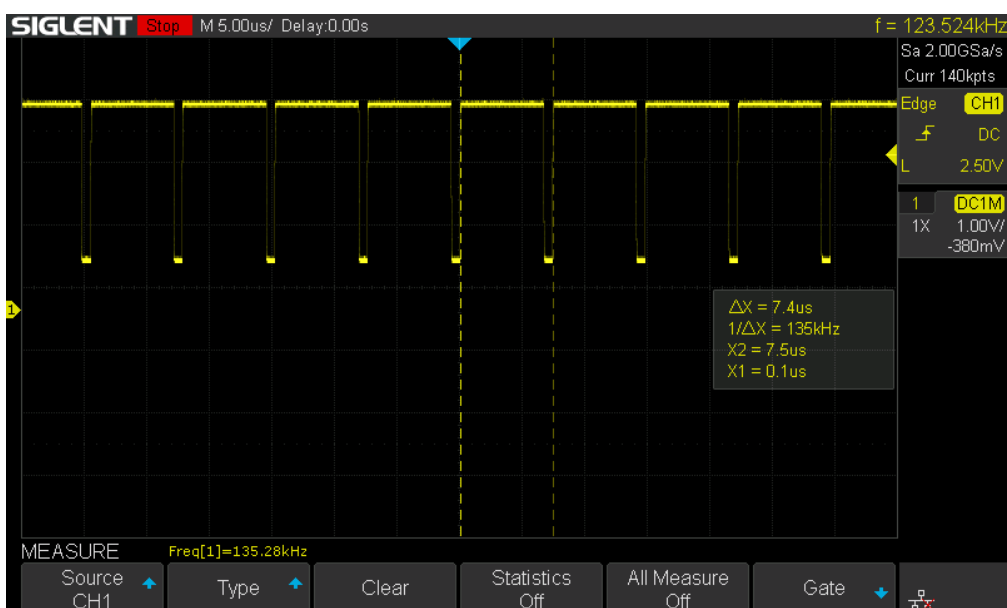 SIGLENT Stop M 5.00us/ Delay:0.00s f = 123.524kHz
Sa 2.00GSa/s
Curr 140kpts
Edge CH1
DC
L 2.50V
1 DC1M
1X 1.00V/
-380mV
1
△X = 7.4us
1/△X = 135kHz
X2 = 7.5us
X1 = 0.1us
MEASURE Freq[1]=135.28kHz
Source
CH1
Type
Clear
Statistics
Off
All Measure
Off
Gate